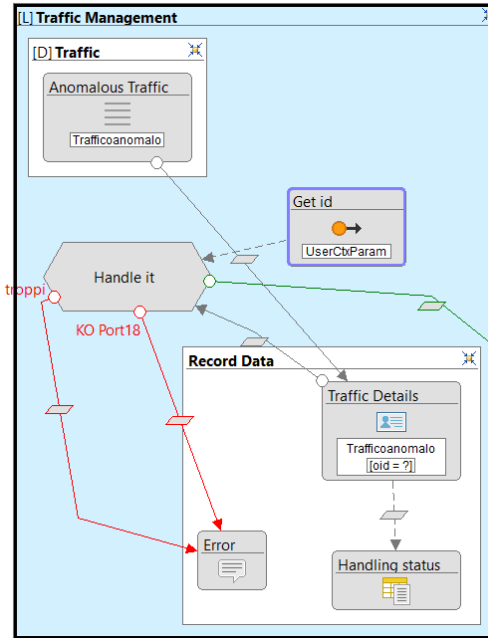 [L] Traffic Management
[D] Traffic
Anomalous Traffic
Trafficoanomalo
Get id
UserCtxParam
Handle it
troppi
KO Port18
Record Data
Traffic Details
Trafficoanomalo
[oid = ?]
Error
Handling status